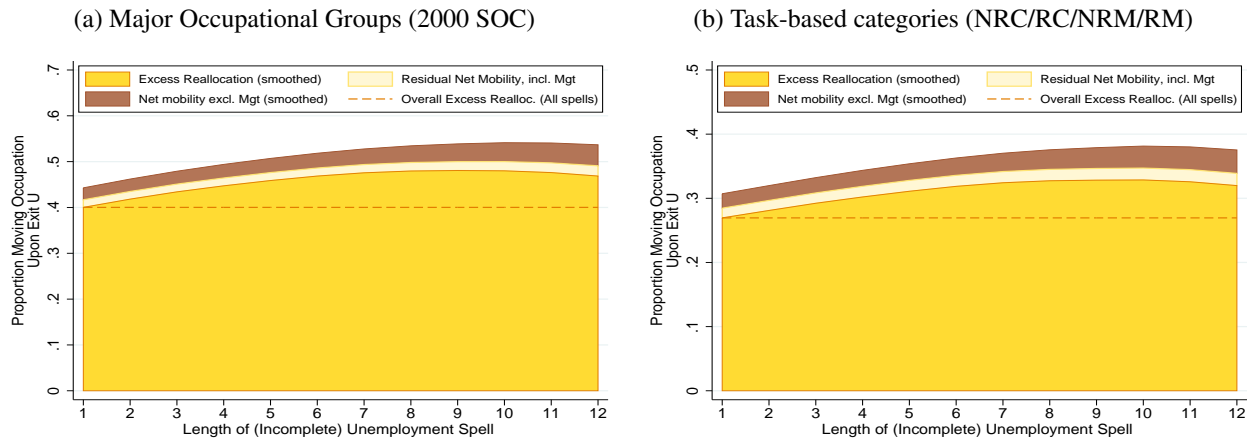 (a) Major Occupational Groups (2000 SOC)
Excess Reallocation (smoothed)
Residual Net Mobility, incl. Mgt
Net mobility excl. Mgt (smoothed)
Overall Excess Realloc. (All spells)
Proportion Moving Occupation
Upon Exit U
.7
.6
.5
.4
.3
.2
.1
0
1 2 3 4 5 6 7 8 9 10 11 12
Length of (Incomplete) Unemployment Spell
(b) Task-based categories (NRC/RC/NRM/RM)
Excess Reallocation (smoothed)
Residual Net Mobility, incl. Mgt
Net mobility excl. Mgt (smoothed)
Overall Excess Realloc. (All spells)
Proportion Moving Occupation
Upon Exit U
.5
.4
.3
.2
.1
0
1 2 3 4 5 6 7 8 9 10 11 12
Length of (Incomplete) Unemployment Spell